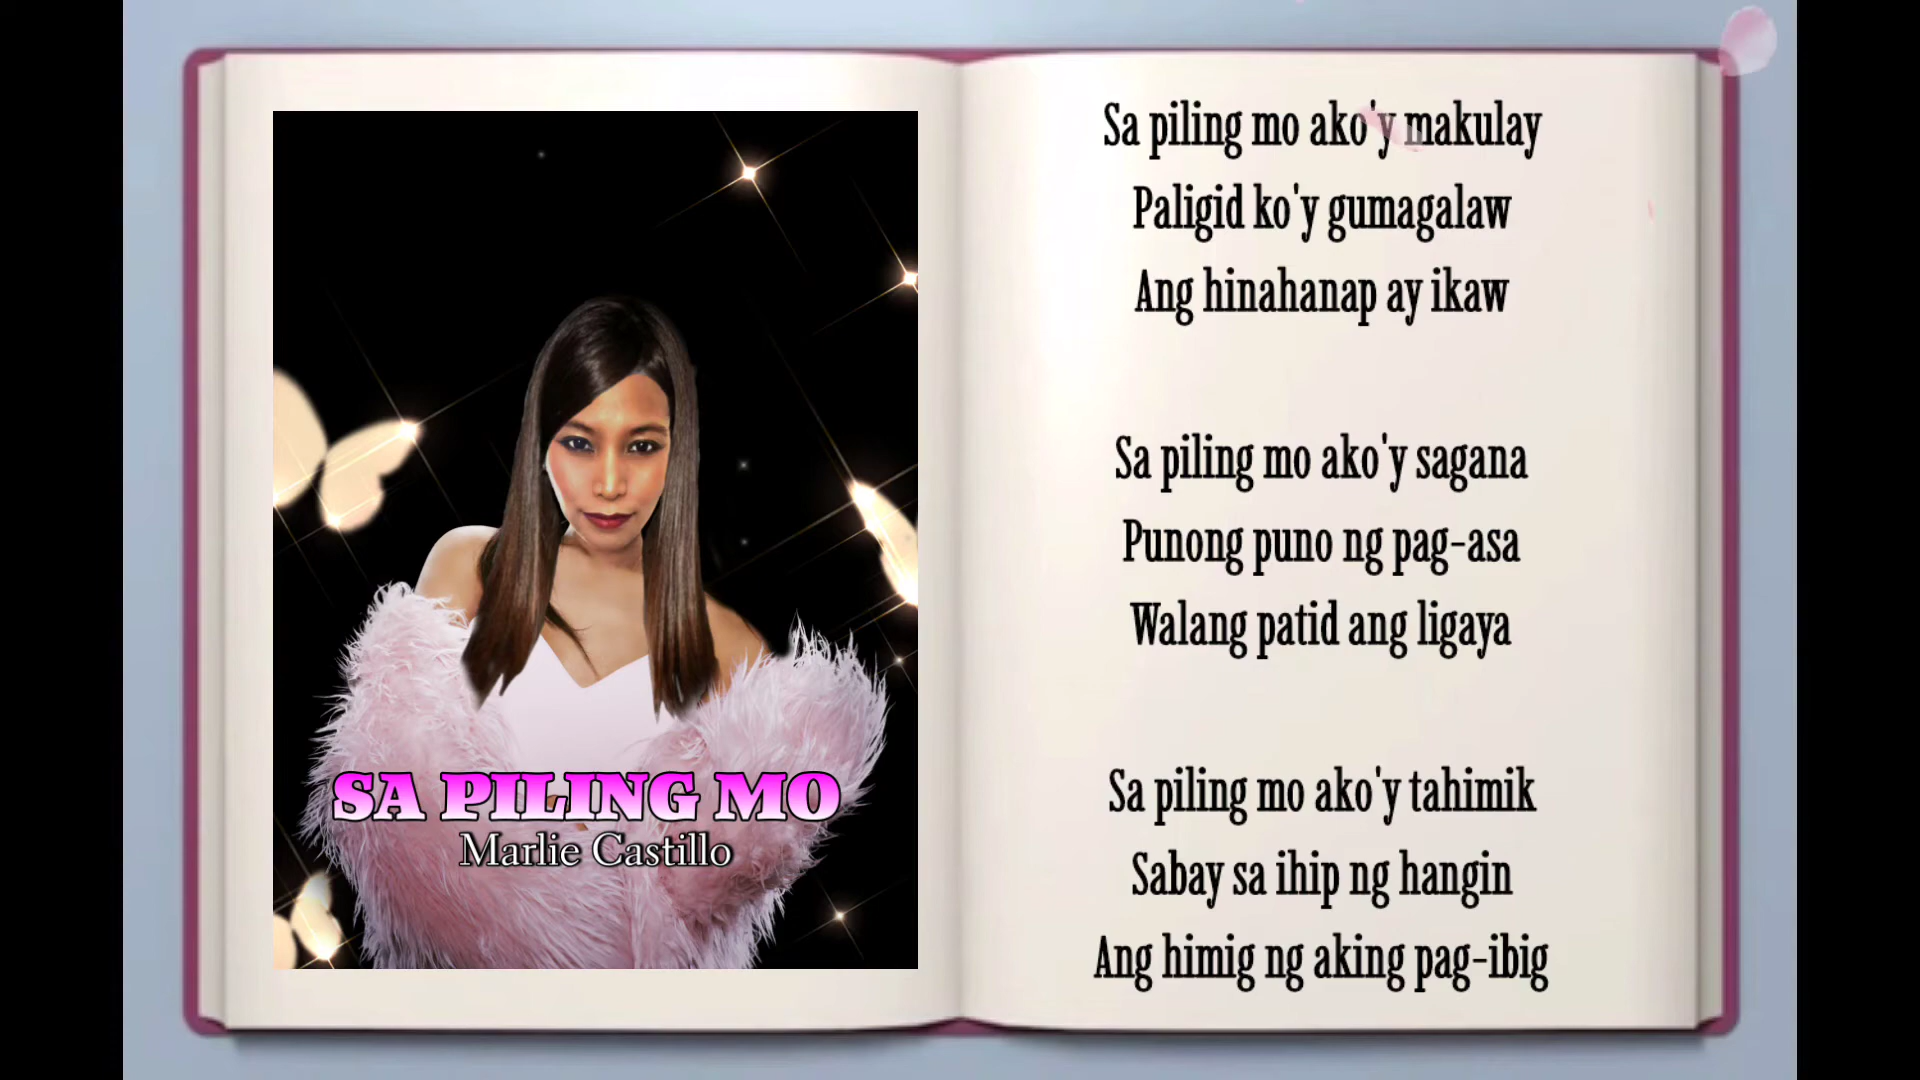 SA PILING MO
Marlie Castillo
Sa piling mo ako'y makulay
Paligid ko'y gumagalaw
Ang hinahanap ay ikaw
Sa piling mo ako'y sagana
Punong puno ng pag-asa
Walang patid ang ligaya
Sa piling mo ako'y tahimik
Sabay sa ihip ng hangin
Ang himig ng aking pag-ibig